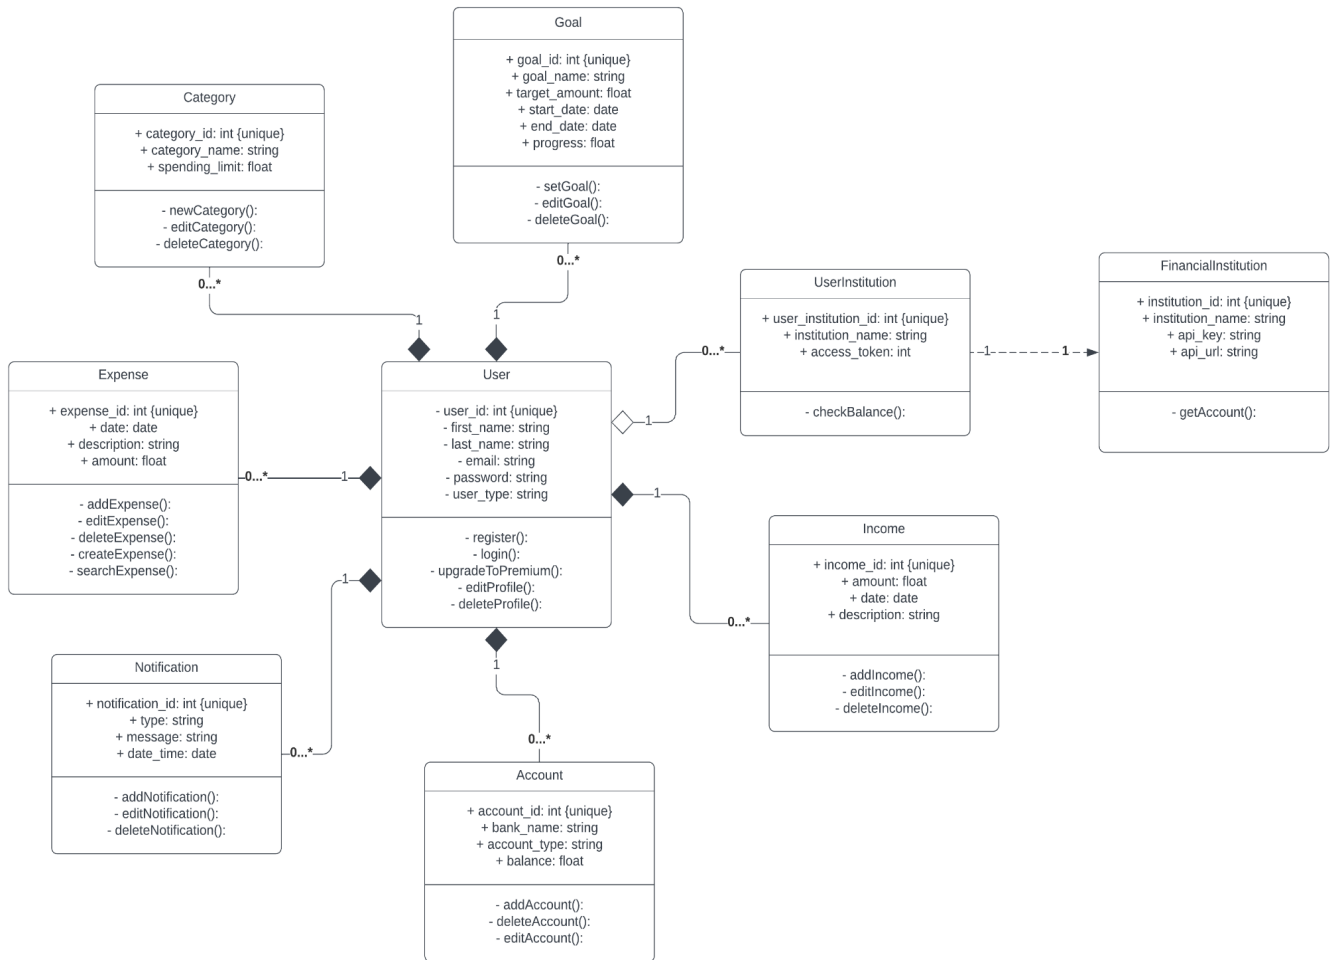 Goal
+ goal_id: int {unique}
+ goal_name: string
+ target_amount: float
+ start_date: date
+ end_date: date
+ progress: float
- setGoal():
- editGoal():
- deleteGoal():
0...*
1
Category
+ category_id: int {unique}
+ category_name: string
+ spending_limit: float
- newCategory():
- editCategory():
- deleteCategory():
0...*
1
UserInstitution
+ user_institution_id: int {unique}
+ institution_name: string
+ access_token: int
- checkBalance():
0...*
1
1
1
FinancialInstitution
+ institution_id: int {unique}
+ institution_name: string
+ api_key: string
+ api_url: string
- getAccount():
Expense
+ expense_id: int {unique}
+ date: date
+ description: string
+ amount: float
- addExpense():
- editExpense():
- deleteExpense():
- createExpense():
- searchExpense():
0...*
1
User
- user_id: int {unique}
- first_name: string
- last_name: string
- email: string
- password: string
- user_type: string
- register():
- login():
- upgradeToPremium():
- editProfile():
- deleteProfile():
1
0...*
Income
+ income_id: int {unique}
+ amount: float
+ date: date
+ description: string
- addIncome():
- editIncome():
- deleteIncome():
1
0...*
Notification
+ notification_id: int {unique}
+ type: string
+ message: string
+ date_time: date
- addNotification():
- editNotification():
- deleteNotification():
1
0...*
Account
+ account_id: int {unique}
+ bank_name: string
+ account_type: string
+ balance: float
- addAccount():
- deleteAccount():
- editAccount():